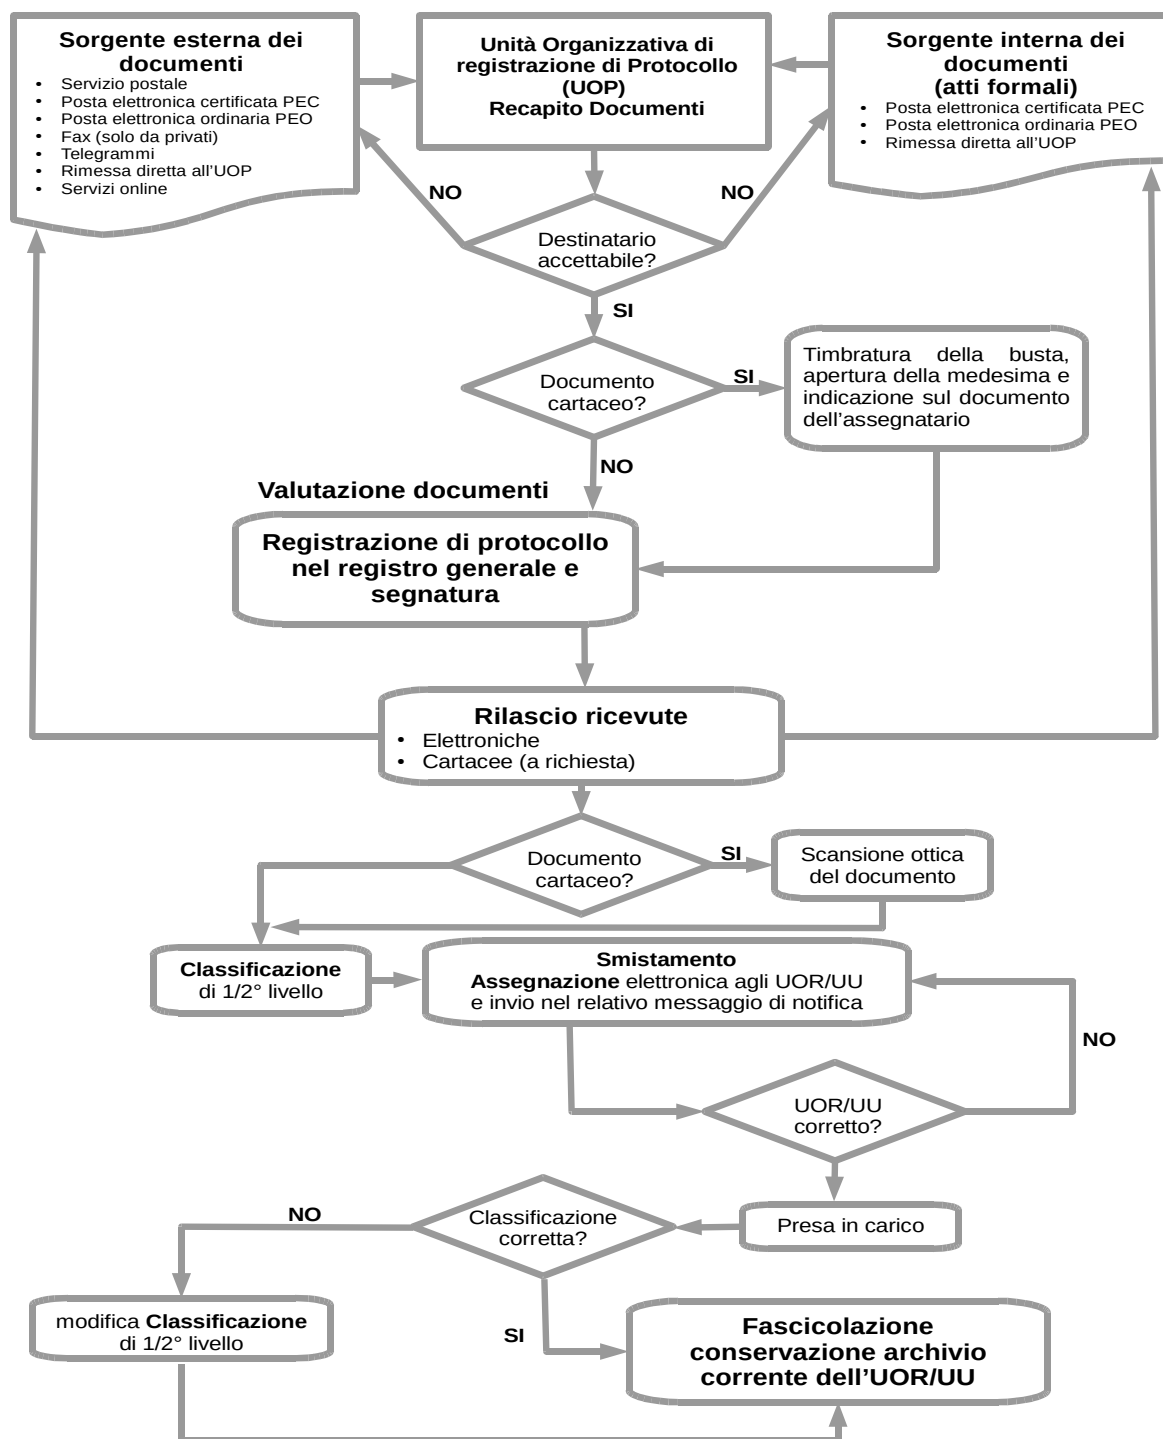 Sorgente esterna dei
documenti
• Servizio postale
• Posta elettronica certificata PEC
• Posta elettronica ordinaria PEO
• Fax (solo da privati)
• Telegrammi
• Rimessa diretta all'UOP
• Servizi online
Unità Organizzativa di
registrazione di Protocollo
(UOP)
Recapito Documenti
Sorgente interna dei
documenti
(atti formali)
• Posta elettronica certificata PEC
• Posta elettronica ordinaria PEO
• Rimessa diretta all'UOP
NO
NO
Destinatario
accettabile?
SI
Documento
cartaceo?
SI
Timbratura della busta,
apertura della medesima e
indicazione sul documento
dell'assegnatario
NO
Valutazione documenti
Registrazione di protocollo
nel registro generale e
segnatura
Rilascio ricevute
• Elettroniche
• Cartacee (a richiesta)
Documento
cartaceo?
SI
Scansione ottica
del documento
Classificazione
di 1/2° livello
Smistamento
Assegnazione elettronica agli UOR/UU
e invio nel relativo messaggio di notifica
NO
UOR/UU
corretto?
Presa in carico
Classificazione
corretta?
NO
modifica Classificazione
di 1/2° livello
SI
Fascicolazione
conservazione archivio
corrente dell'UOR/UU